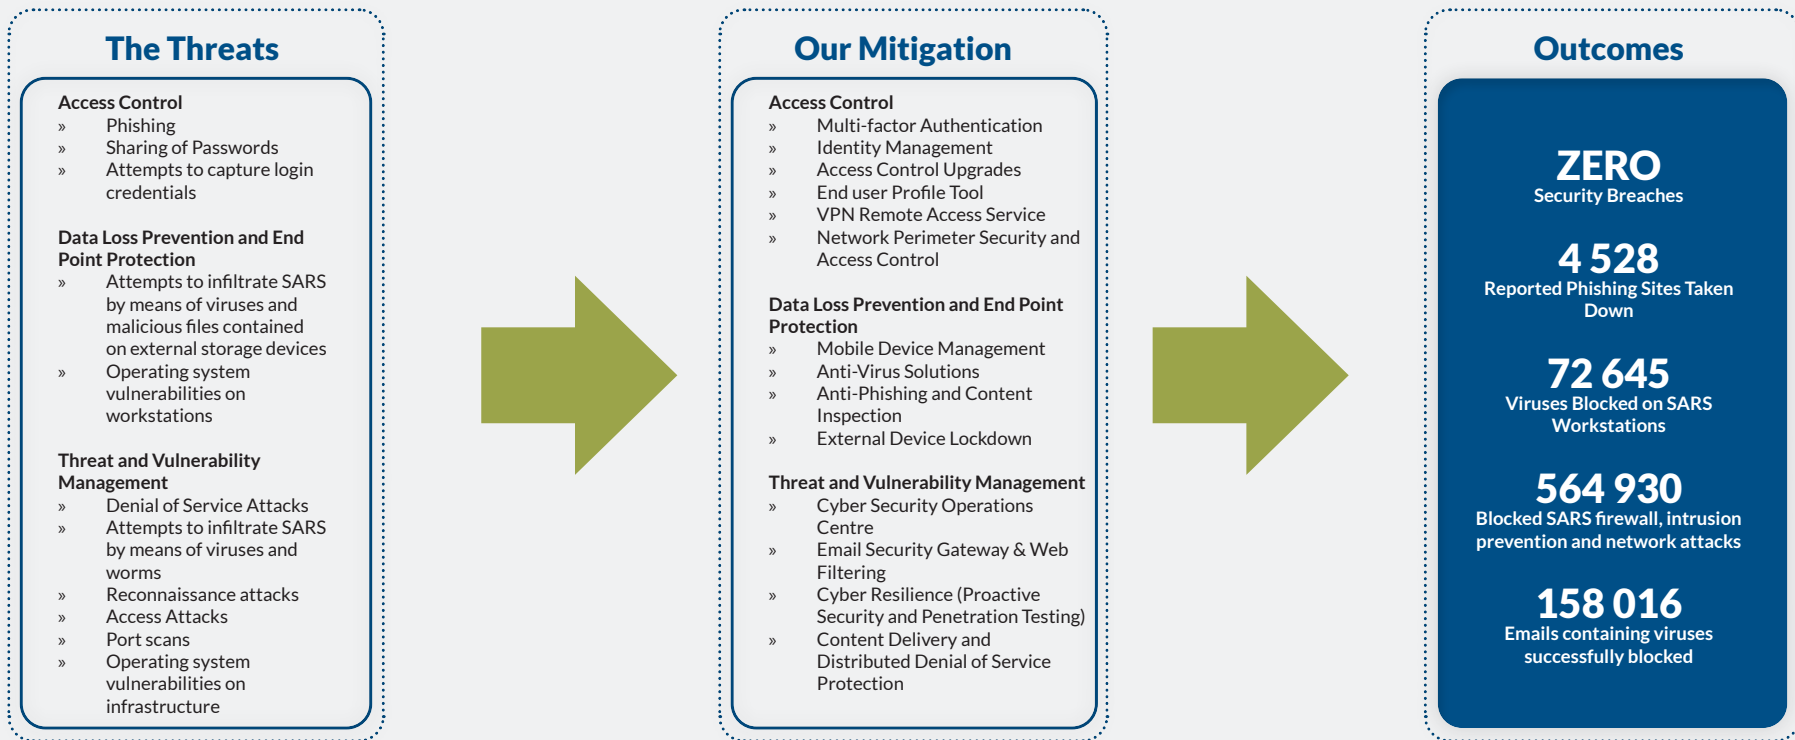 The Threats
Access Control
» Phishing
» Sharing of Passwords
» Attempts to capture login
credentials
Data Loss Prevention and End
Point Protection
» Attempts to infiltrate SARS
by means of viruses and
malicious files contained
on external storage devices
» Operating system
vulnerabilities on
workstations
Threat and Vulnerability
Management
» Denial of Service Attacks
» Attempts to infiltrate SARS
by means of viruses and
worms
» Reconnaissance attacks
» Access Attacks
» Port scans
» Operating system
vulnerabilities on
infrastructure
Our Mitigation
Access Control
» Multi-factor Authentication
» Identity Management
» Access Control Upgrades
» End user Profile Tool
» VPN Remote Access Service
» Network Perimeter Security and
Access Control
Data Loss Prevention and End Point
Protection
» Mobile Device Management
» Anti-Virus Solutions
» Anti-Phishing and Content
Inspection
» External Device Lockdown
Threat and Vulnerability Management
» Cyber Security Operations
Centre
» Email Security Gateway & Web
Filtering
» Cyber Resilience (Proactive
Security and Penetration Testing)
» Content Delivery and
Distributed Denial of Service
Protection
Outcomes
ZERO
Security Breaches
4 528
Reported Phishing Sites Taken
Down
72 645
Viruses Blocked on SARS
Workstations
564 930
Blocked SARS firewall, intrusion
prevention and network attacks
158 016
Emails containing viruses
successfully blocked